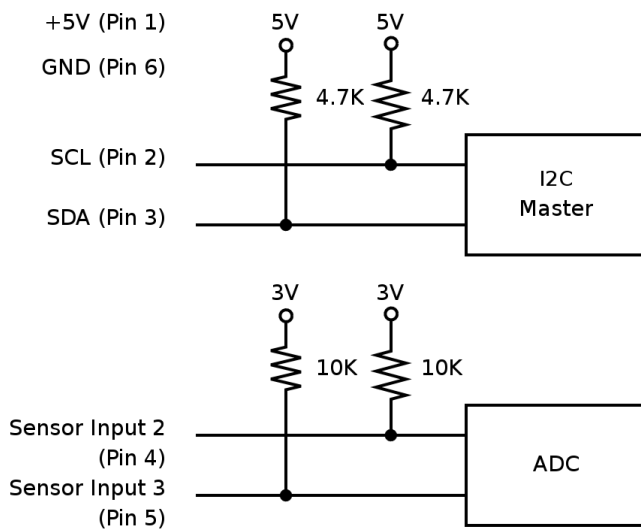 +5V (Pin 1)
5V
5V
GND (Pin 6)
4.7K
4.7K
SCL (Pin 2)
I2C
Master
SDA (Pin 3)
3V
3V
10K
10K
Sensor Input 2
(Pin 4)
ADC
Sensor Input 3
(Pin 5)